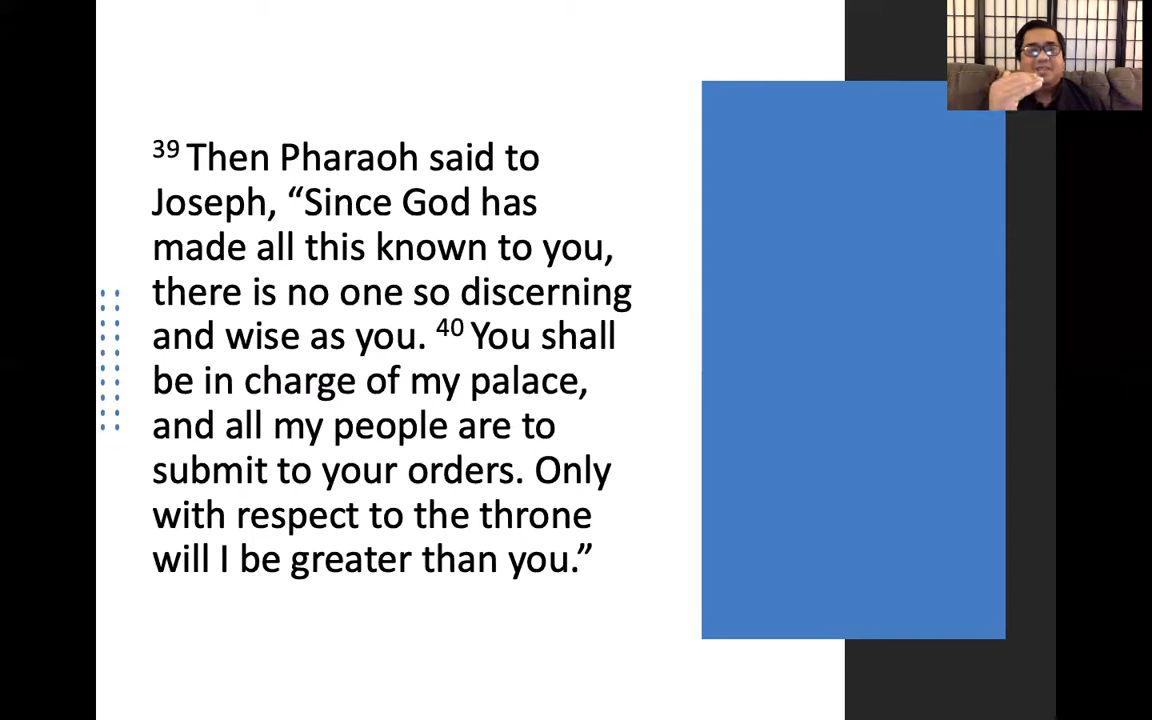 39 Then Pharaoh said to
Joseph, “Since God has
made all this known to you,
there is no one so discerning
and wise as you. 40 You shall
be in charge of my palace,
and all my people are to
submit to your orders. Only
with respect to the throne
will I be greater than you.”